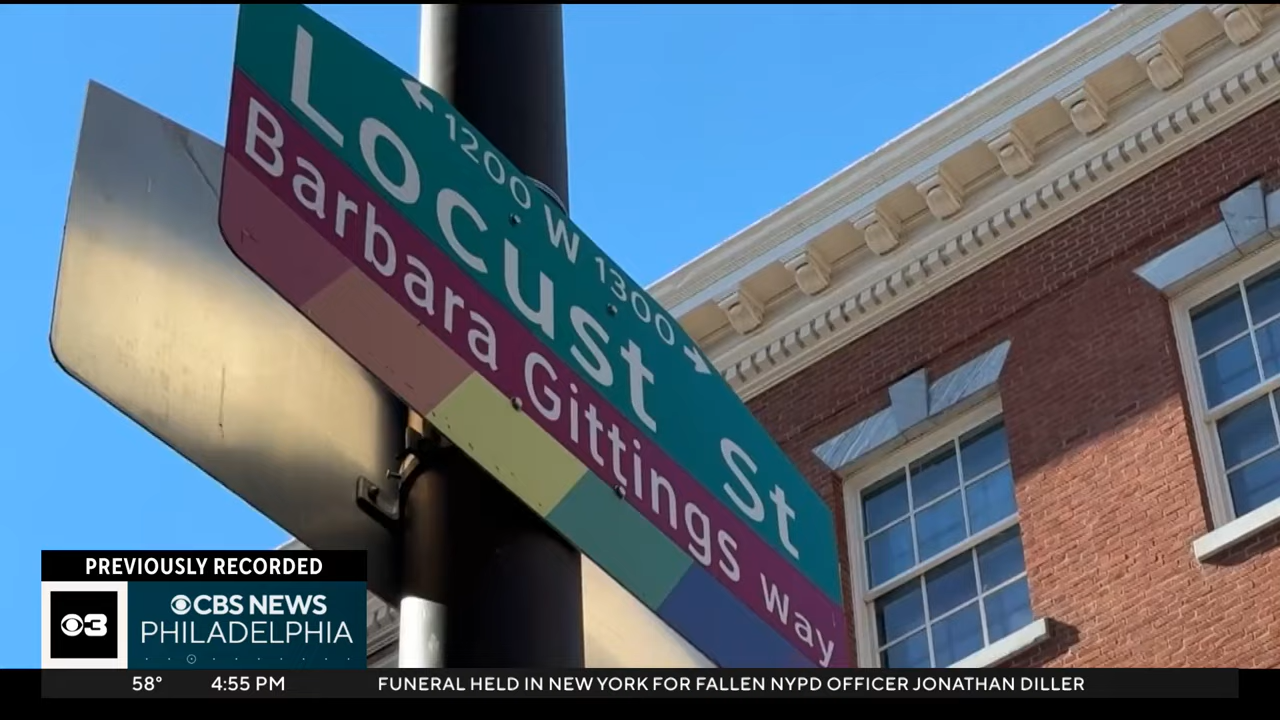 ← 1200 W 1300 →
Locust St
Barbara Gittings Way
PREVIOUSLY RECORDED
3 CBS NEWS
PHILADELPHIA
58° 4:55 PM FUNERAL HELD IN NEW YORK FOR FALLEN NYPD OFFICER JONATHAN DILLER